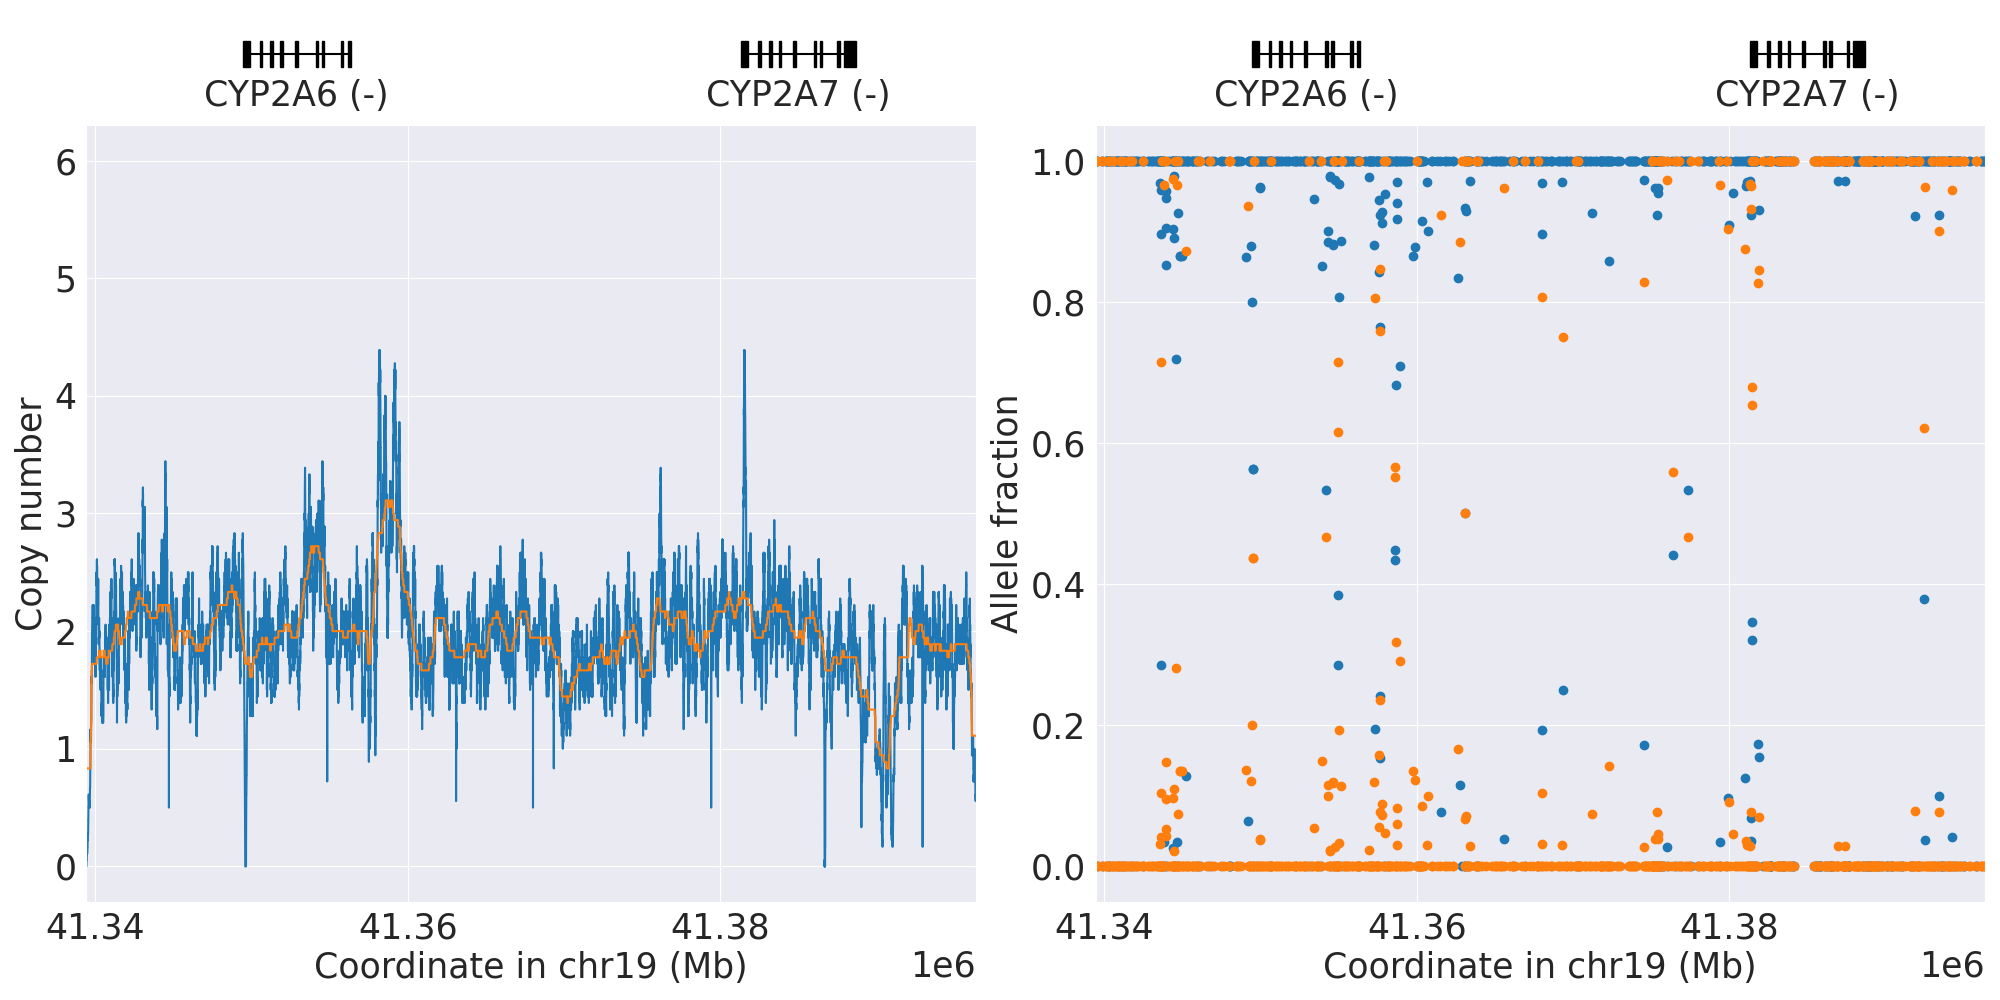 CYP2A6 (-)
CYP2A7 (-)
6
5
4
3
2
1
0
Copy number
41.34
41.36
41.38
Coordinate in chr19 (Mb)
1e6
CYP2A6 (-)
CYP2A7 (-)
1.0
0.8
0.6
0.4
0.2
0.0
Allele fraction
41.34
41.36
41.38
Coordinate in chr19 (Mb)
1e6